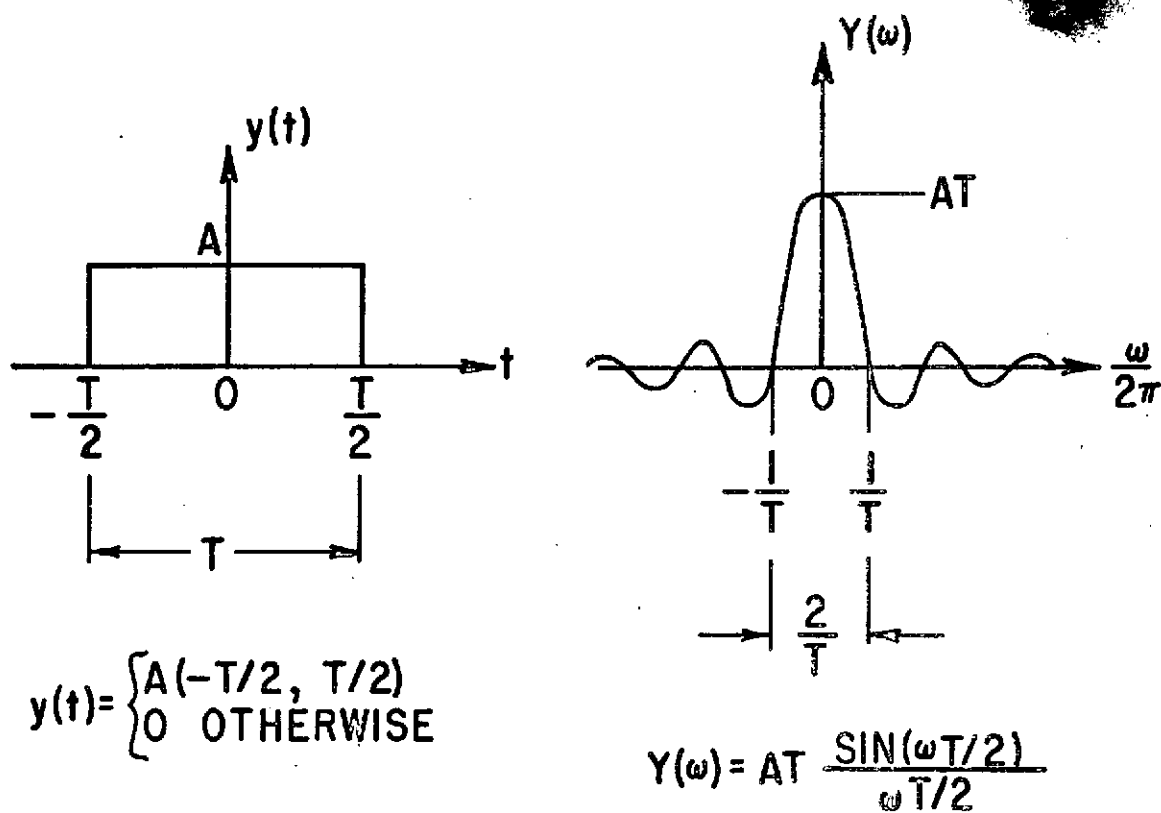 y(t)
A
t
-T/2
0
T/2
T
y(t)= {A (-T/2, T/2)
0 OTHERWISE
Y(ω)
AT
ω/2π
0
-1/T
1/T
2/T
Y(ω) = AT SIN(ωT/2)/ωT/2